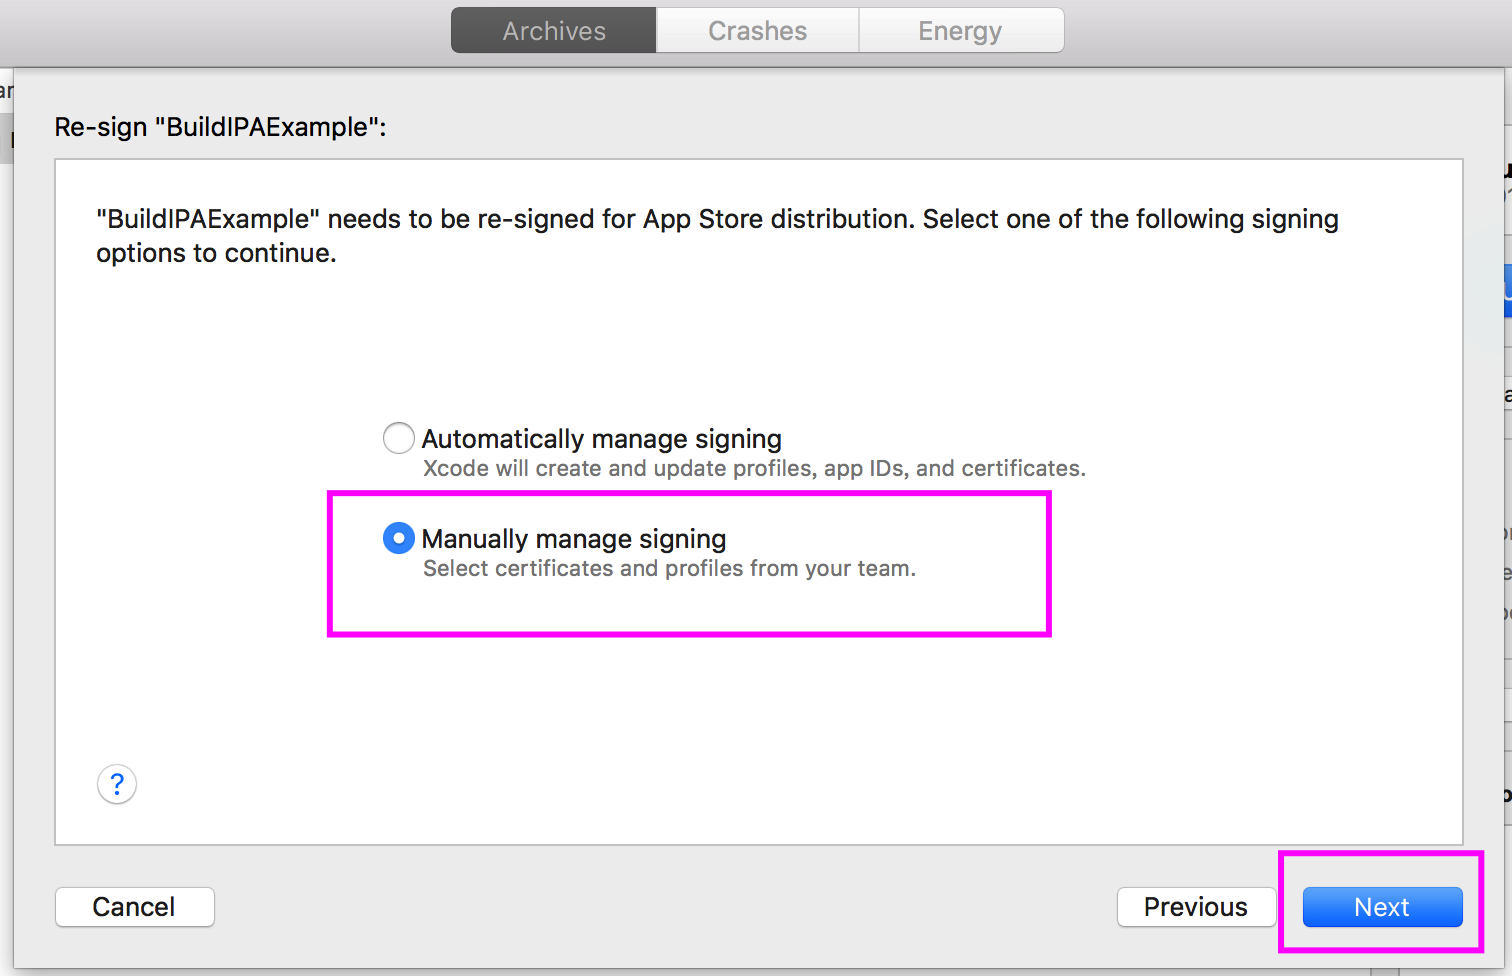 Archives Crashes Energy
Re-sign "BuildIPAExample":
"BuildIPAExample" needs to be re-signed for App Store distribution. Select one of the following signing
options to continue.
Automatically manage signing
Xcode will create and update profiles, app IDs, and certificates.
Manually manage signing
Select certificates and profiles from your team.
?
Cancel Previous Next